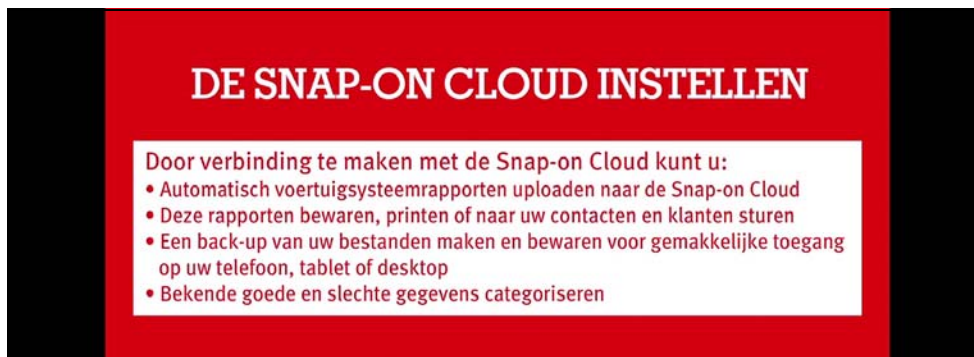 DE SNAP-ON CLOUD INSTELLEN
Door verbinding te maken met de Snap-on Cloud kunt u:
• Automatisch voertuigsysteemrapporten uploaden naar de Snap-on Cloud
• Deze rapporten bewaren, printen of naar uw contacten en klanten sturen
• Een back-up van uw bestanden maken en bewaren voor gemakkelijke toegang
op uw telefoon, tablet of desktop
• Bekende goede en slechte gegevens categoriseren